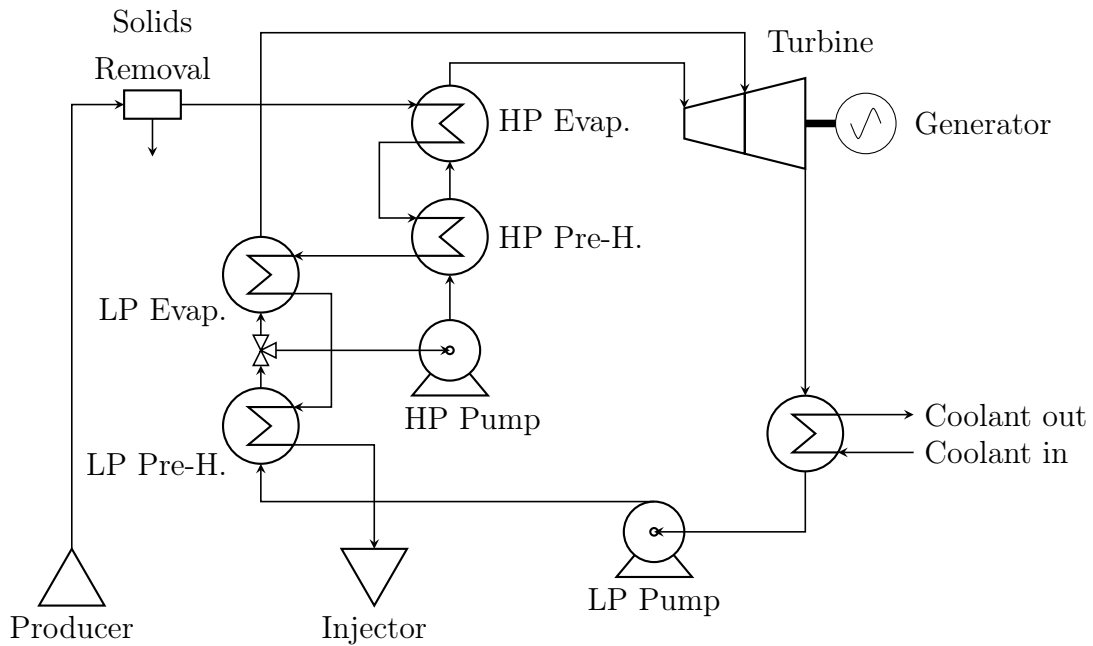 Solids
Removal
Turbine
HP Evap.
Generator
HP Pre-H.
LP Evap.
HP Pump
Coolant out
Coolant in
LP Pre-H.
LP Pump
Producer
Injector